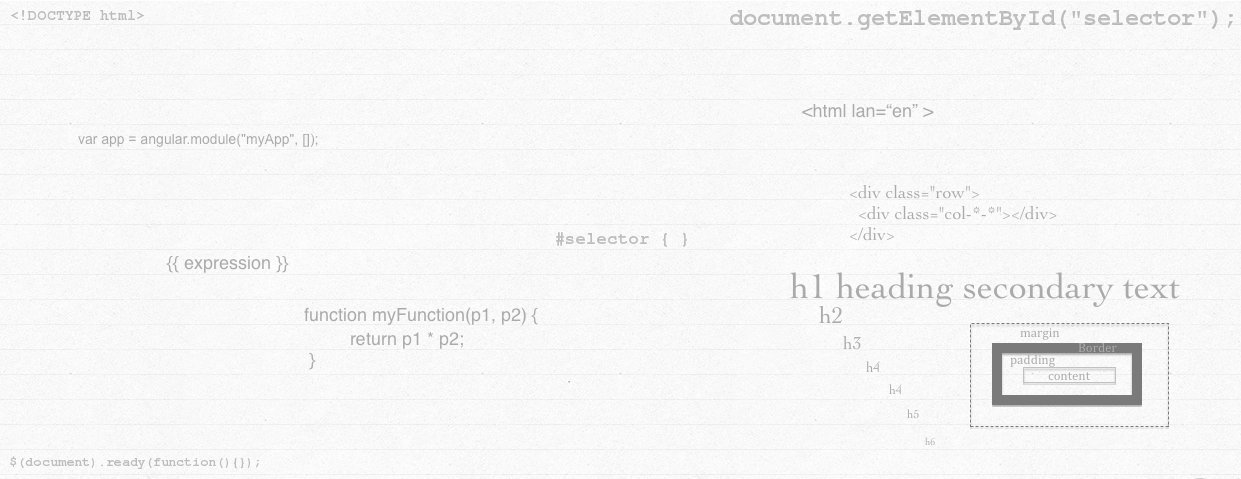 <!DOCTYPE html>
document.getElementById("selector");
<html lan=“en” >
var app = angular.module("myApp", []);
<div class="row">
<div class="col-*-*"></div>
</div>
#selector { }
{{ expression }}
h1 heading secondary text
function myFunction(p1, p2) {
return p1 * p2;
}
h2
h3
h4
h4
h5
h6
margin
Border
padding
content
$(document).ready(function(){});